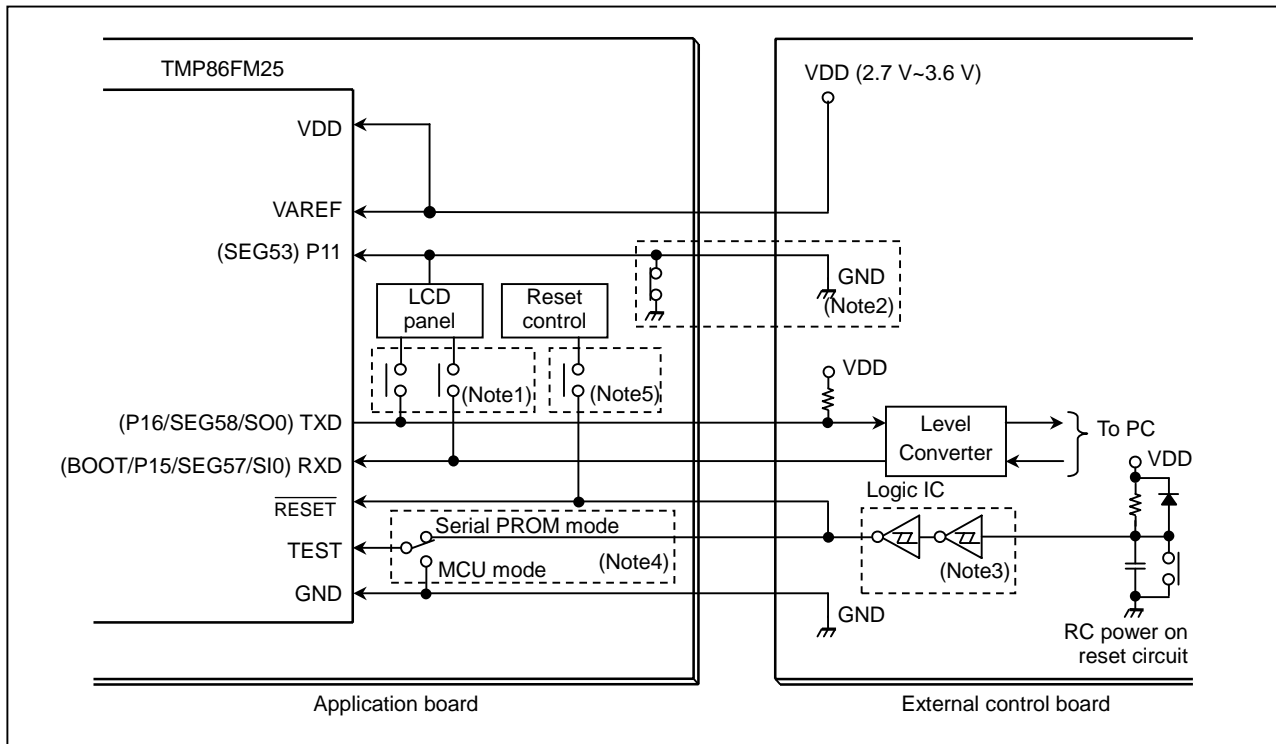 TMP86FM25
VDD (2.7 V~3.6 V)
VDD
VAREF
(SEG53) P11
GND
(Note2)
LCD
panel
Reset
control
(Note1)
(Note5)
VDD
(P16/SEG58/SO0) TXD
Level
Converter
To PC
(BOOT/P15/SEG57/SI0) RXD
VDD
Logic IC
RESET
Serial PROM mode
TEST
(Note4)
(Note3)
MCU mode
GND
GND
RC power on
reset circuit
Application board
External control board